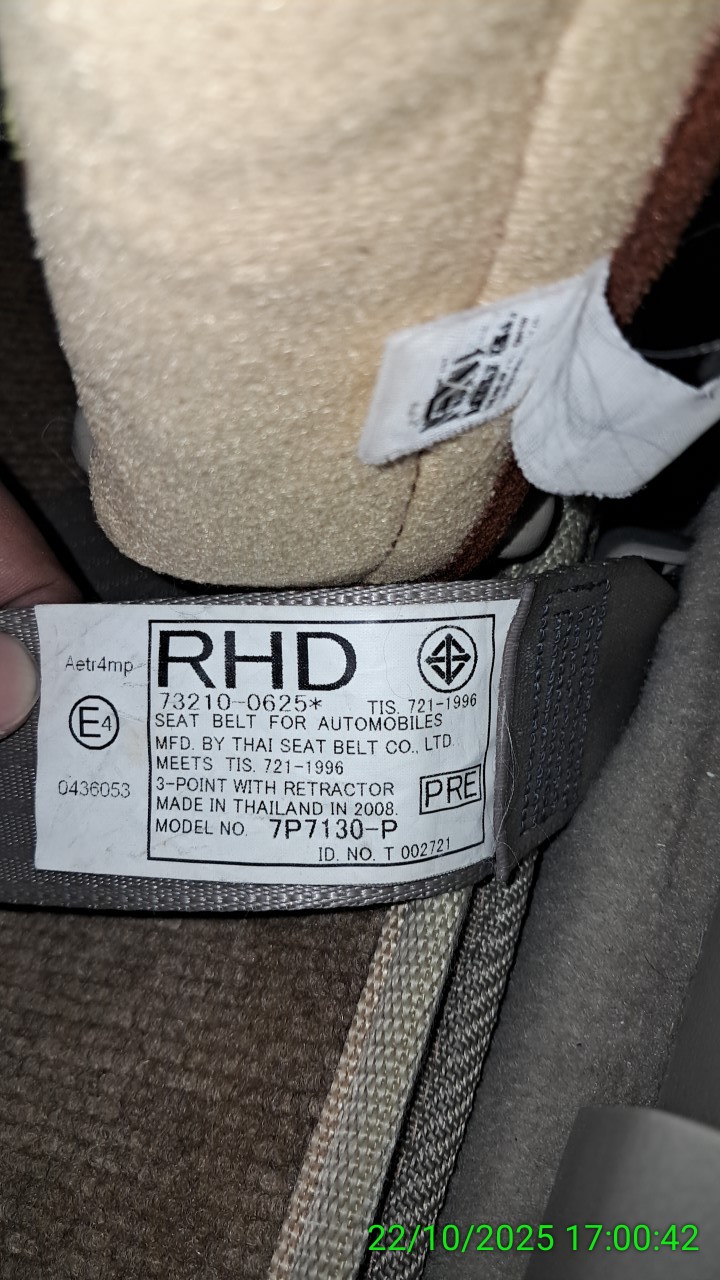 Aetr4mp
E4
0436053
RHD
73210-0625*
TIS. 721-1996
SEAT BELT FOR AUTOMOBILES
MFD. BY THAI SEAT BELT CO., LTD.
MEETS TIS. 721-1996
3-POINT WITH RETRACTOR
PRE
MADE IN THAILAND IN 2008.
MODEL NO. 7P7130-P
ID. NO. T 002721
22/10/2025 17:00:42